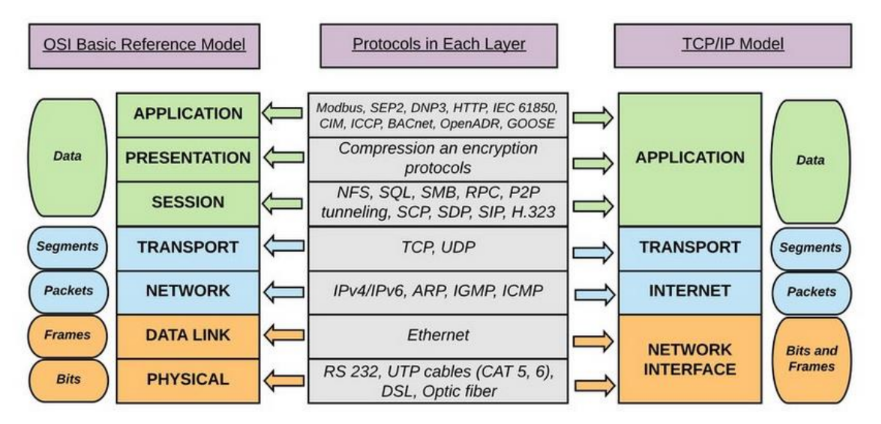 OSI Basic Reference Model
Protocols in Each Layer
TCP/IP Model
Data
APPLICATION
Modbus, SEP2, DNP3, HTTP, IEC 61850,
CIM, ICCP, BACnet, OpenADR, GOOSE
APPLICATION
Data
PRESENTATION
Compression an encryption
protocols
SESSION
NFS, SQL, SMB, RPC, P2P
tunneling, SCP, SDP, SIP, H.323
Segments
TRANSPORT
TCP, UDP
TRANSPORT
Segments
Packets
NETWORK
IPv4/IPv6, ARP, IGMP, ICMP
INTERNET
Packets
Frames
DATA LINK
Ethernet
NETWORK
INTERFACE
Bits and
Frames
Bits
PHYSICAL
RS 232, UTP cables (CAT 5, 6),
DSL, Optic fiber